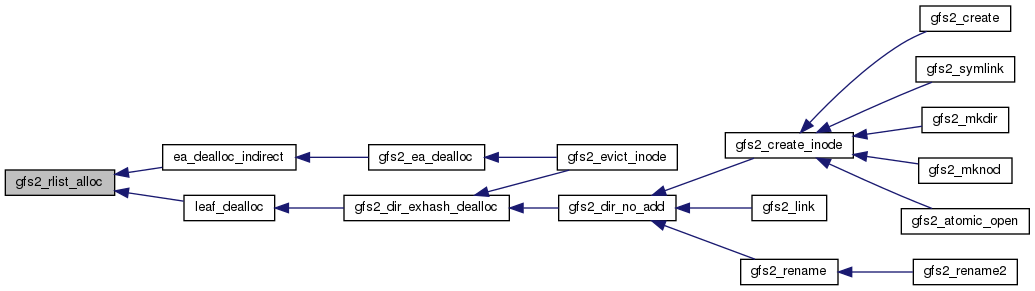 gfs2_create
gfs2_symlink
gfs2_mkdir
gfs2_create_inode
ea_dealloc_indirect
gfs2_ea_dealloc
gfs2_evict_inode
gfs2_mknod
gfs2_rlist_alloc
leaf_dealloc
gfs2_dir_exhash_dealloc
gfs2_dir_no_add
gfs2_link
gfs2_atomic_open
gfs2_rename
gfs2_rename2